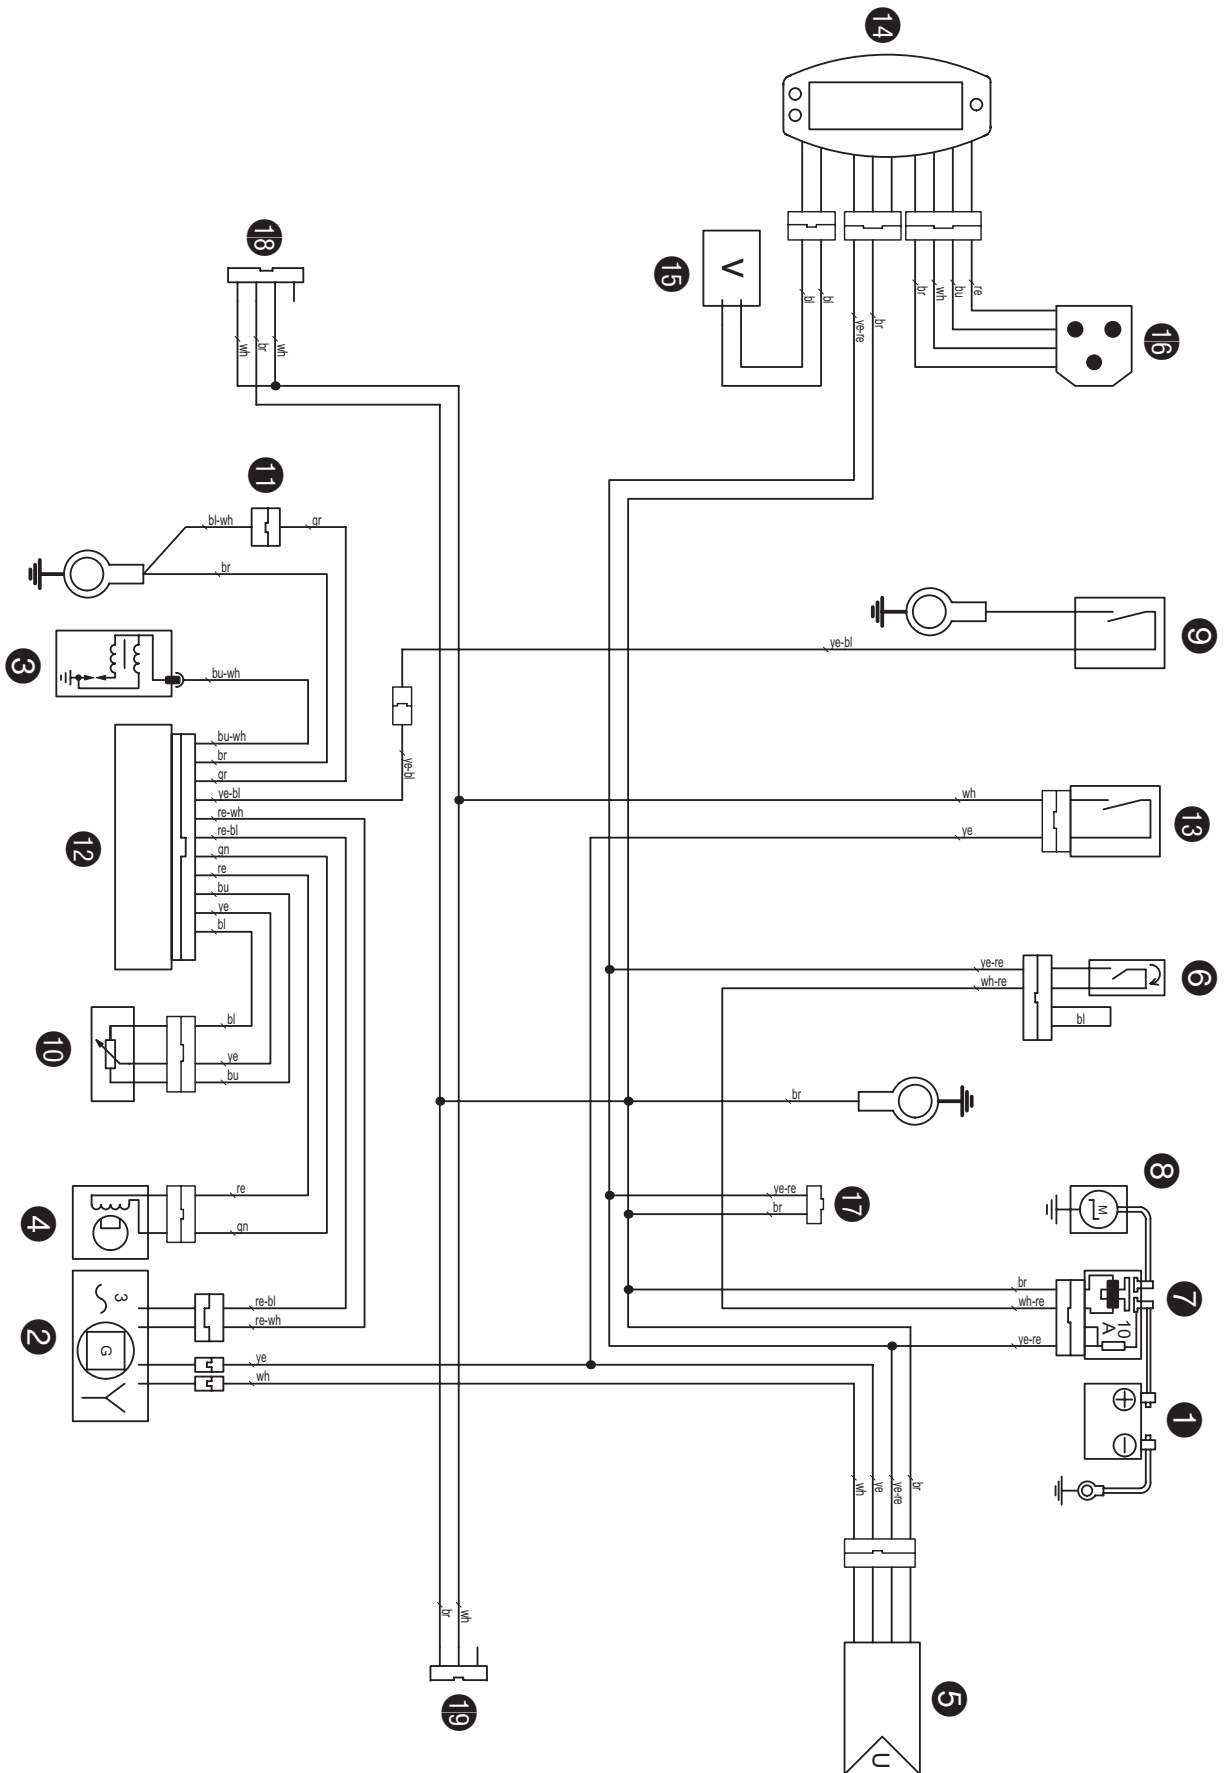 14
18
15
V
bl
bl
ye-re
br
br
wh
bu
re
16
wh
br
wh
11
bl-wh
gr
br
9
ye-bl
3
bu-wh
ye-bl
bu-wh
br
gr
ye-bl
re-wh
re-bl
gn
re
bu
ye
bl
12
wh
ye
13
ye-re
wh-re
bl
6
10
bl
ye
bu
br
8
M
ye-re
br
17
4
re
gn
br
wh-re
ye-re
10
A
7
2
3
G
re-bl
re-wh
ye
wh
1
wh
ye
ye-re
br
br
wh
19
5
U